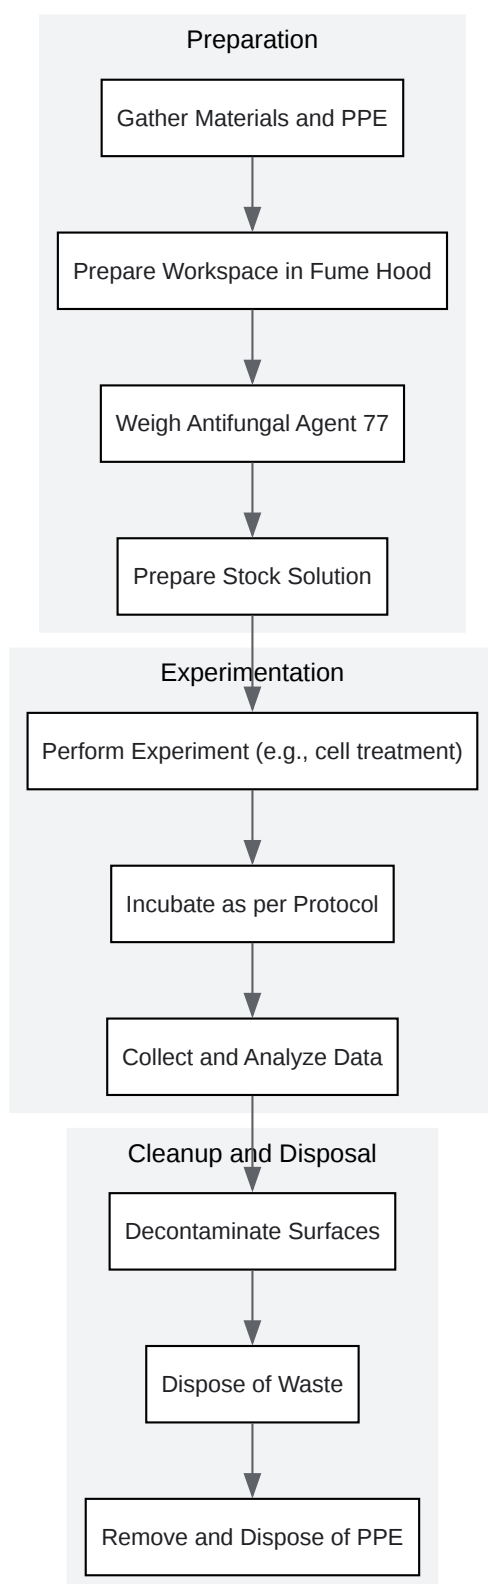 Preparation
Gather Materials and PPE
Prepare Workspace in Fume Hood
Weigh Antifungal Agent 77
Prepare Stock Solution
Experimentation
Perform Experiment (e.g., cell treatment)
Incubate as per Protocol
Collect and Analyze Data
Cleanup and Disposal
Decontaminate Surfaces
Dispose of Waste
Remove and Dispose of PPE